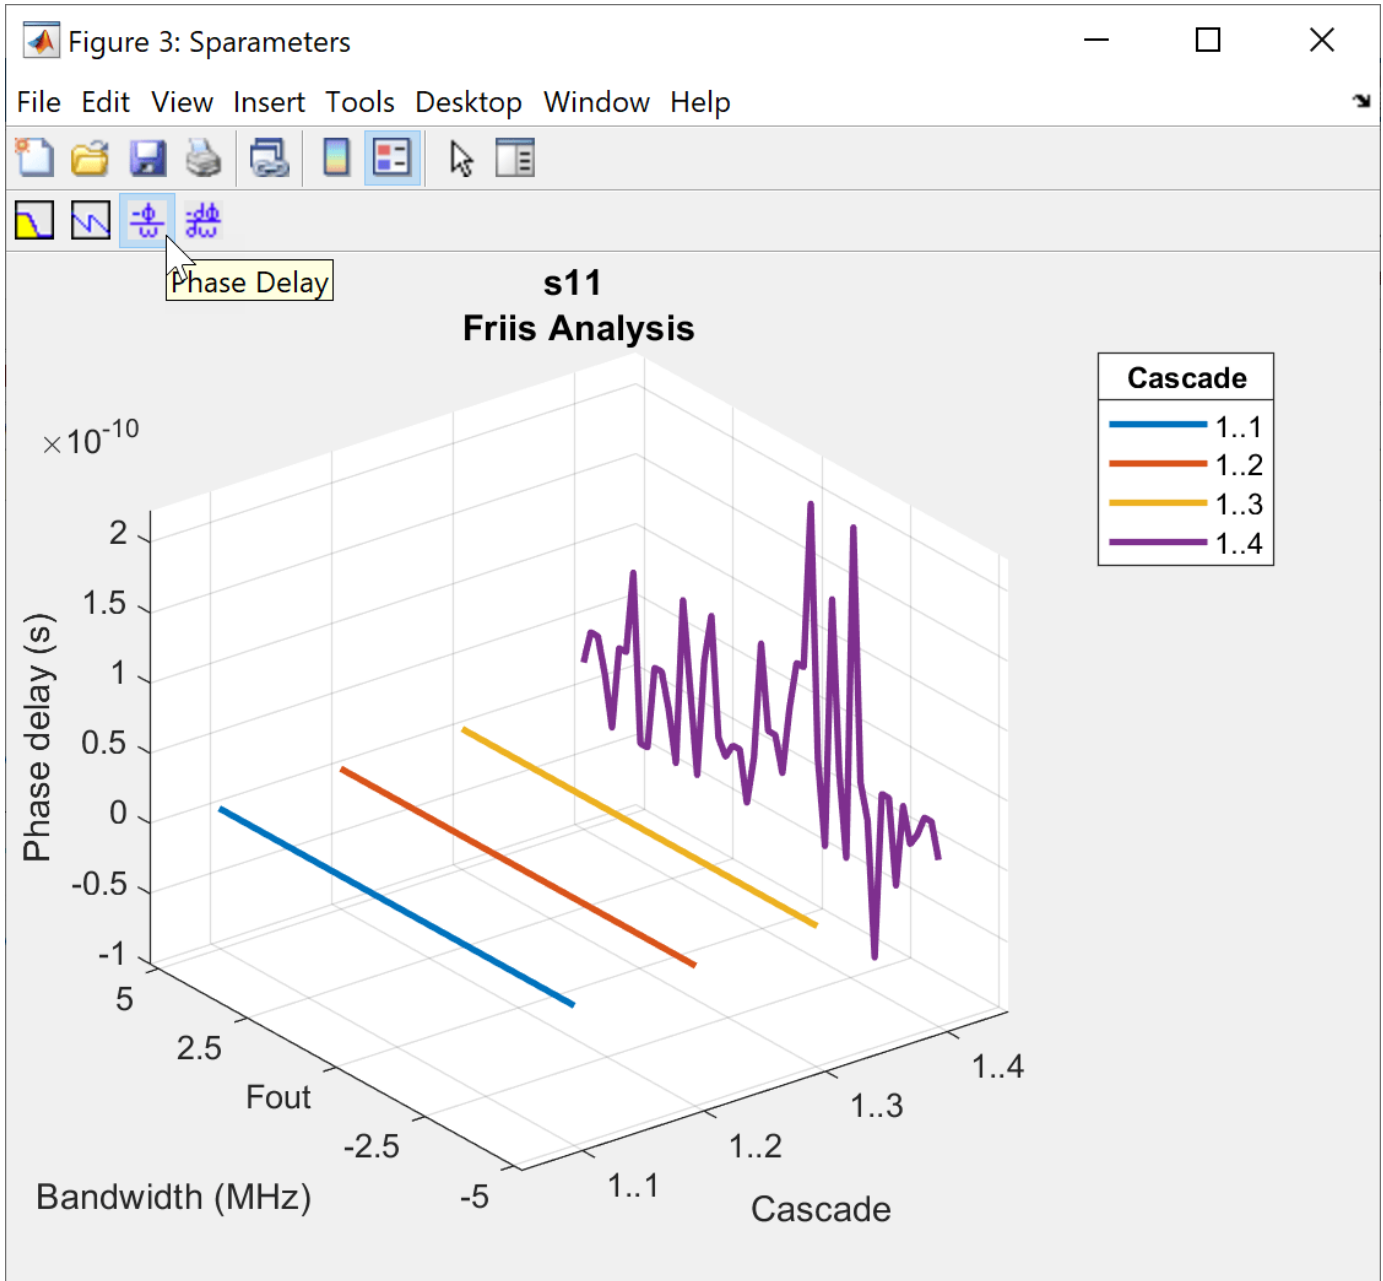 Figure 3: Sparameters
File Edit View Insert Tools Desktop Window Help
-Φ
ω
-dΦ
dω
Phase Delay
s11
Friis Analysis
Cascade
1..1
1..2
1..3
1..4
×10-10
2
1.5
1
0.5
0
-0.5
-1
Phase delay (s)
5
2.5
Fout
-2.5
-5
Bandwidth (MHz)
1..1
1..2
1..3
1..4
Cascade